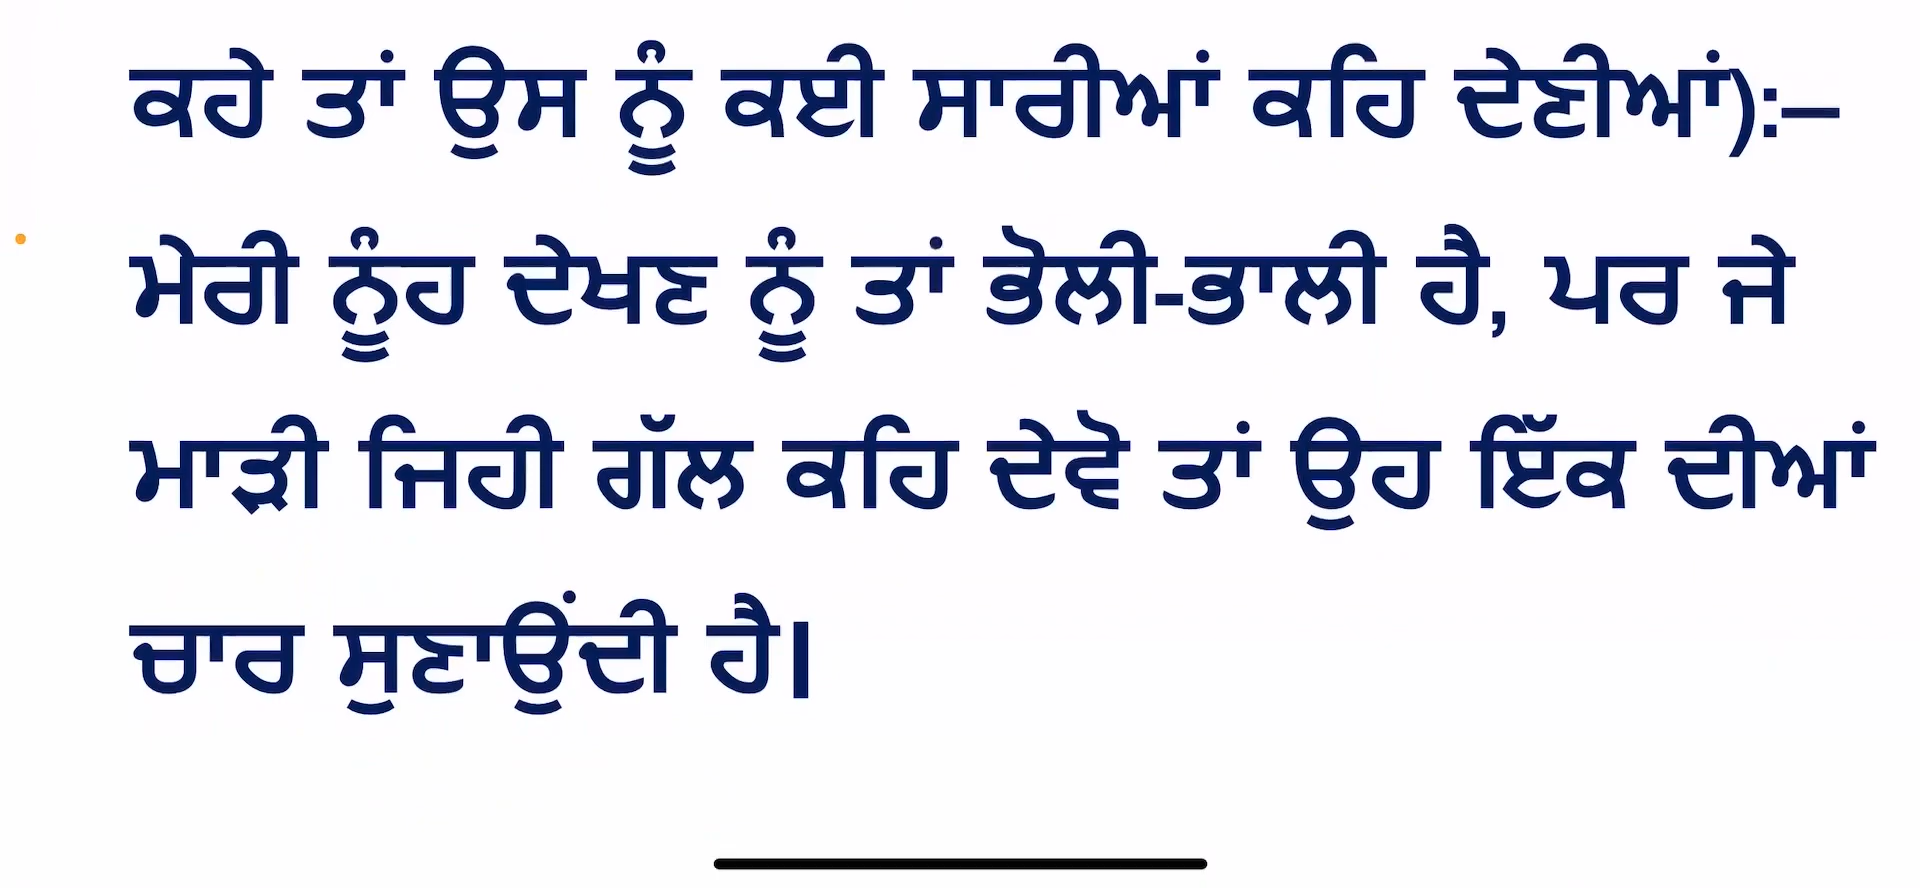 ਕਹੇ ਤਾਂ ਉਸ ਨੂੰ ਕਈ ਸਾਰੀਆਂ ਕਹਿ ਦੇਣੀਆਂ):–
ਮੇਰੀ ਨੂੰਹ ਦੇਖਣ ਨੂੰ ਤਾਂ ਭੋਲੀ-ਭਾਲੀ ਹੈ, ਪਰ ਜੇ
ਮਾੜੀ ਜਿਹੀ ਗੱਲ ਕਹਿ ਦੇਵੋ ਤਾਂ ਉਹ ਇੱਕ ਦੀਆਂ
ਚਾਰ ਸੁਣਾਉਂਦੀ ਹੈ।